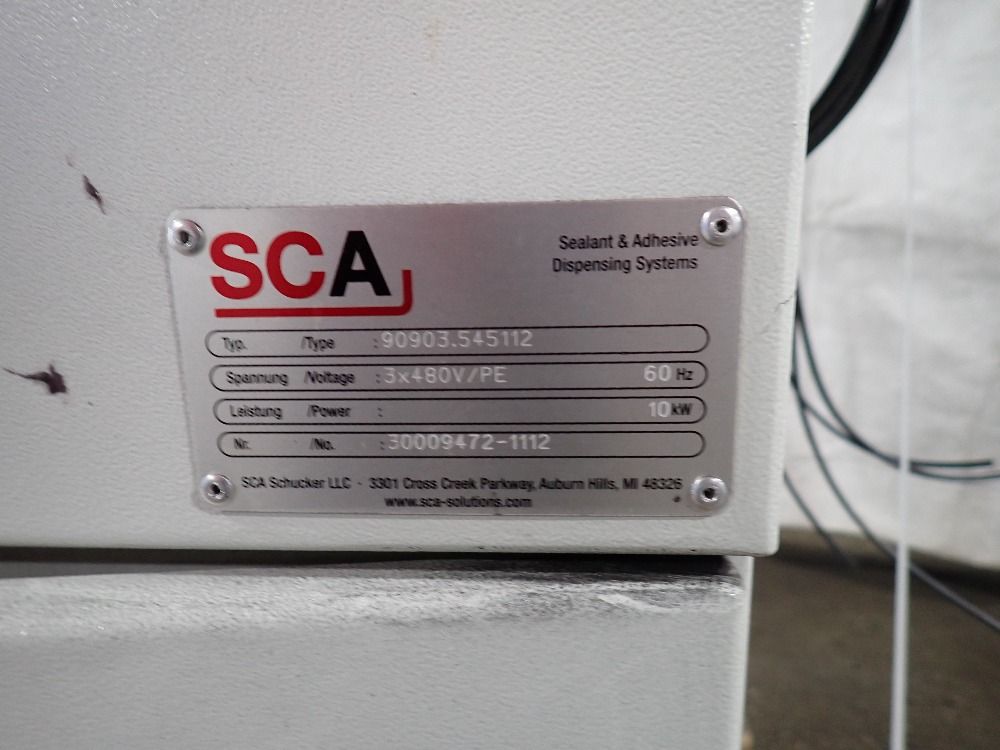 SCA
Sealant & Adhesive
Dispensing Systems
Typ. /Type : 90903.545112
Spannung /Voltage : 3x480V/PE 60 Hz
Leistung /Power : 10 kW
Nr. /No. : 30009472-1112
SCA Schucker LLC · 3301 Cross Creek Parkway, Auburn Hills, MI 48326
www.sca-solutions.com